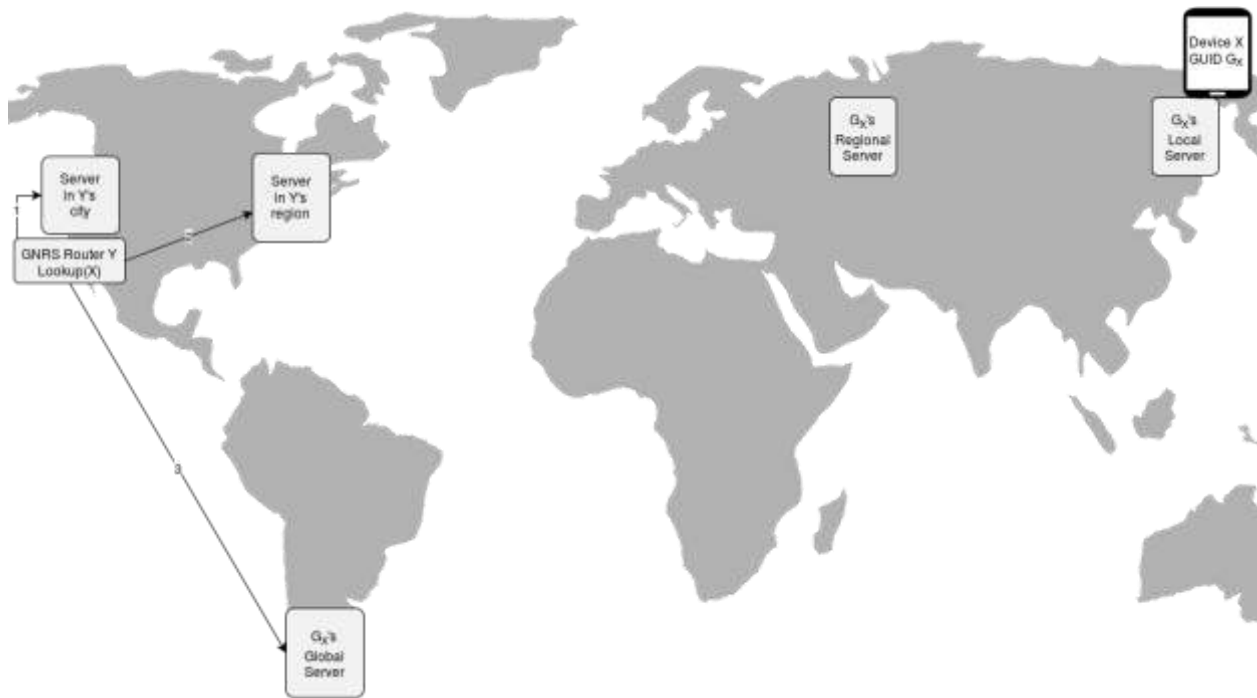 Device X
GUID Gx
Gx's
Regional
Server
Gx's
Local
Server
Server
in Y's
city
Server
in Y's
region
1
5
GNRS Router Y
Lookup(X)
3
Gx's
Global
Server